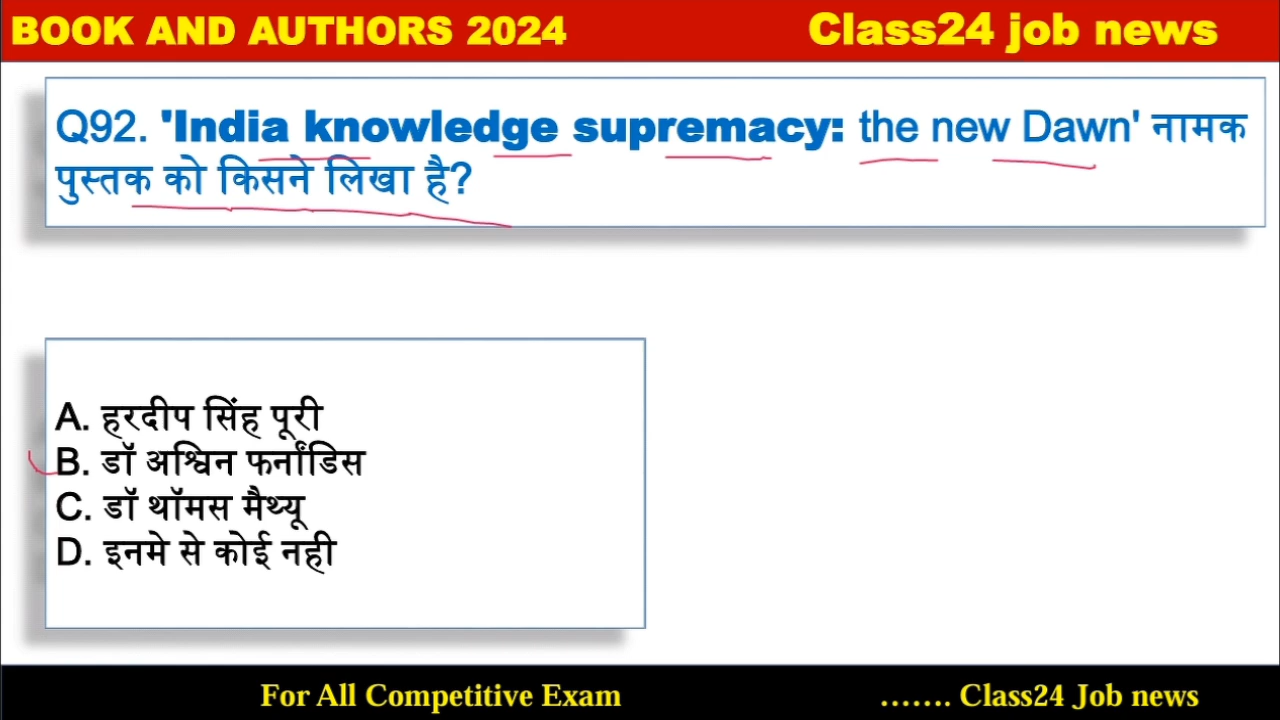 BOOK AND AUTHORS 2024
Class24 job news
Q92. 'India knowledge supremacy: the new Dawn' नामक
पुस्तक को किसने लिखा है?
A. हरदीप सिंह पूरी
B. डॉ अश्विन फर्नांडिस
C. डॉ थॉमस मैथ्यू
D. इनमे से कोई नही
For All Competitive Exam
....... Class24 Job news